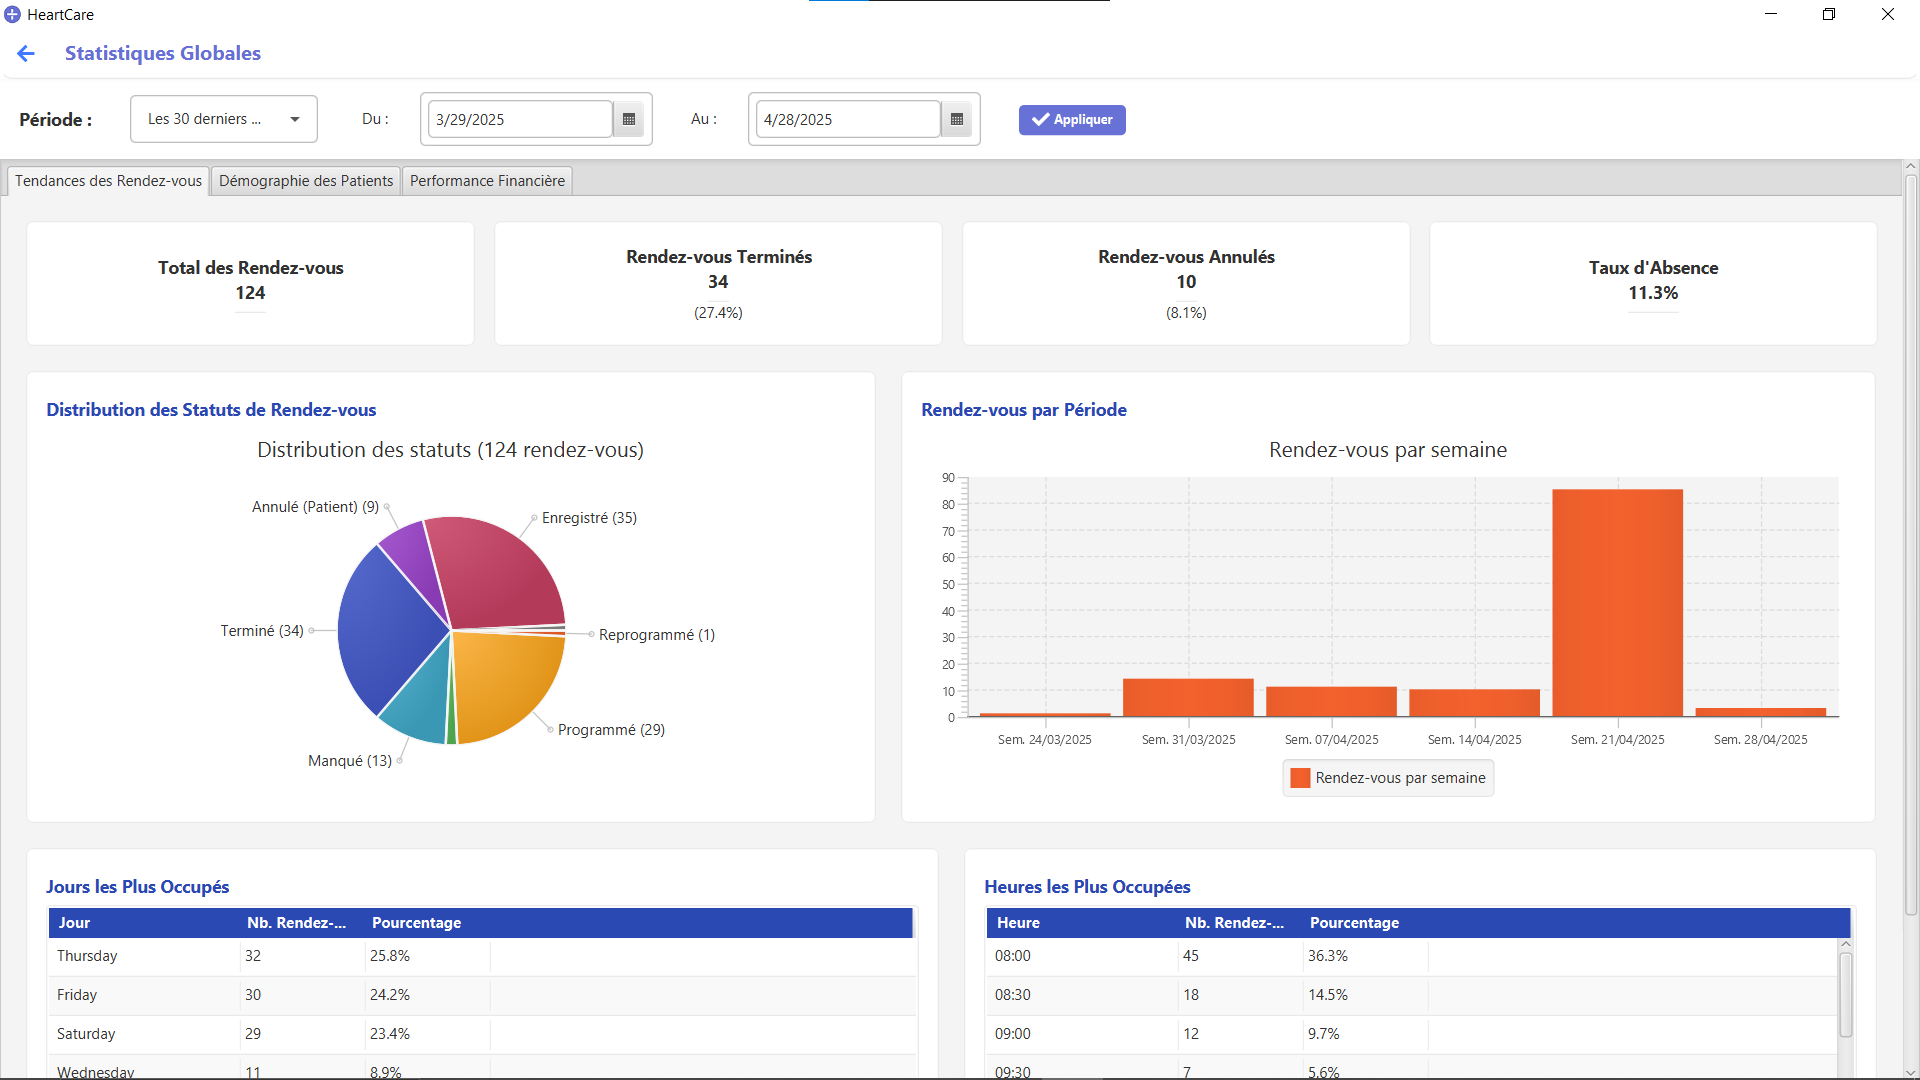 HeartCare
Statistiques Globales
Période :
Les 30 derniers ...
Du :
3/29/2025
Au :
4/28/2025
Appliquer
Tendances des Rendez-vous
Démographie des Patients
Performance Financière
Total des Rendez-vous
124
Rendez-vous Terminés
34
(27.4%)
Rendez-vous Annulés
10
(8.1%)
Taux d'Absence
11.3%
Distribution des Statuts de Rendez-vous
Distribution des statuts (124 rendez-vous)
Annulé (Patient) (9)
Enregistré (35)
Terminé (34)
Reprogrammé (1)
Programmé (29)
Manqué (13)
Rendez-vous par Période
Rendez-vous par semaine
90
80
70
60
50
40
30
20
10
0
Sem. 24/03/2025
Sem. 31/03/2025
Sem. 07/04/2025
Sem. 14/04/2025
Sem. 21/04/2025
Sem. 28/04/2025
Rendez-vous par semaine
Jours les Plus Occupés
Jour Nb. Rendez-... Pourcentage
Thursday 32 25.8%
Friday 30 24.2%
Saturday 29 23.4%
Wednesday 11 8.9%
Heures les Plus Occupées
Heure Nb. Rendez-... Pourcentage
08:00 45 36.3%
08:30 18 14.5%
09:00 12 9.7%
09:30 7 5.6%